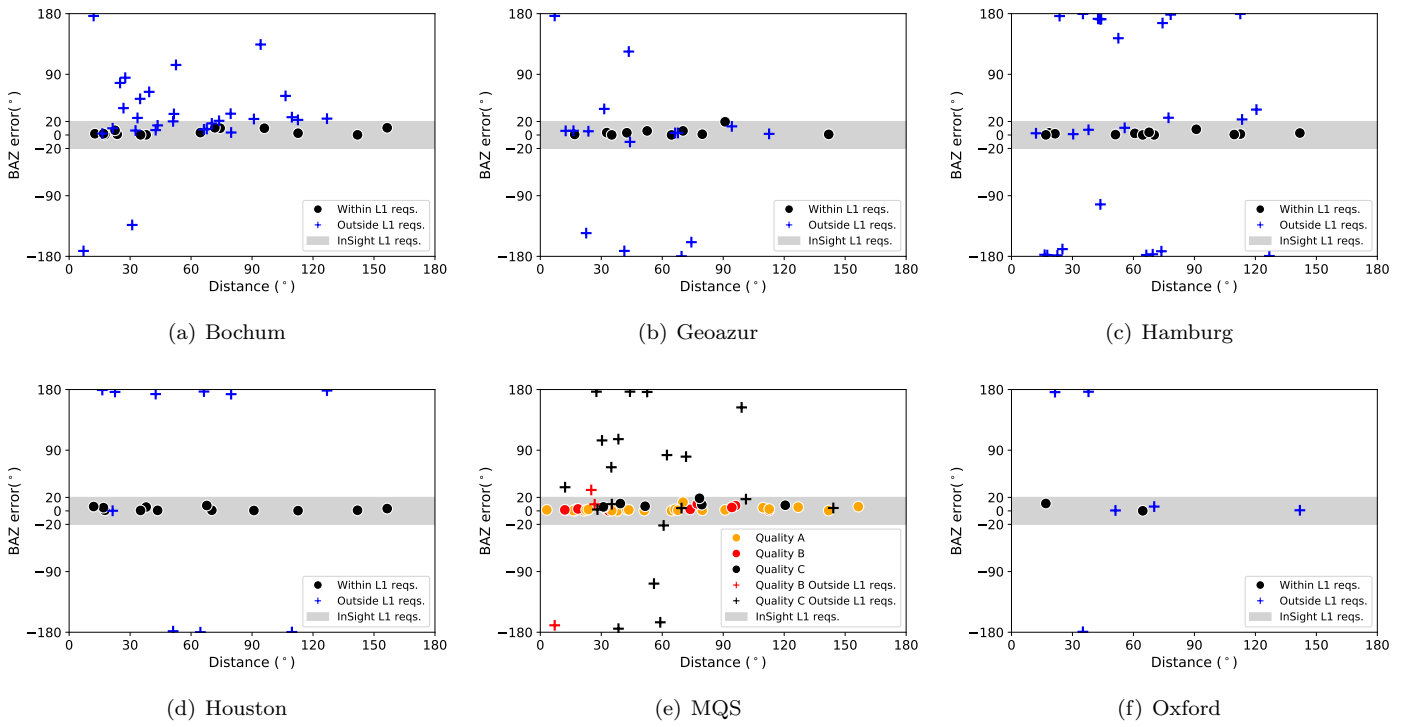 180
90
20
0
−20
−90
−180
BAZ error(°)
0 30 60 90 120 150 180
Distance (°)
Within L1 reqs.
Outside L1 reqs.
InSight L1 reqs.
(a) Bochum
180
90
20
0
−20
−90
−180
BAZ error(°)
0 30 60 90 120 150 180
Distance (°)
Within L1 reqs.
Outside L1 reqs.
InSight L1 reqs.
(b) Geoazur
180
90
20
0
−20
−90
−180
BAZ error(°)
0 30 60 90 120 150 180
Distance (°)
Within L1 reqs.
Outside L1 reqs.
InSight L1 reqs.
(c) Hamburg
180
90
20
0
−20
−90
−180
BAZ error(°)
0 30 60 90 120 150 180
Distance (°)
Within L1 reqs.
Outside L1 reqs.
InSight L1 reqs.
(d) Houston
180
90
20
0
−20
−90
−180
BAZ error(°)
0 30 60 90 120 150 180
Distance (°)
Quality A
Quality B
Quality C
Quality B Outside L1 reqs.
Quality C Outside L1 reqs.
InSight L1 reqs.
(e) MQS
180
90
20
0
−20
−90
−180
BAZ error(°)
0 30 60 90 120 150 180
Distance (°)
Within L1 reqs.
Outside L1 reqs.
InSight L1 reqs.
(f) Oxford